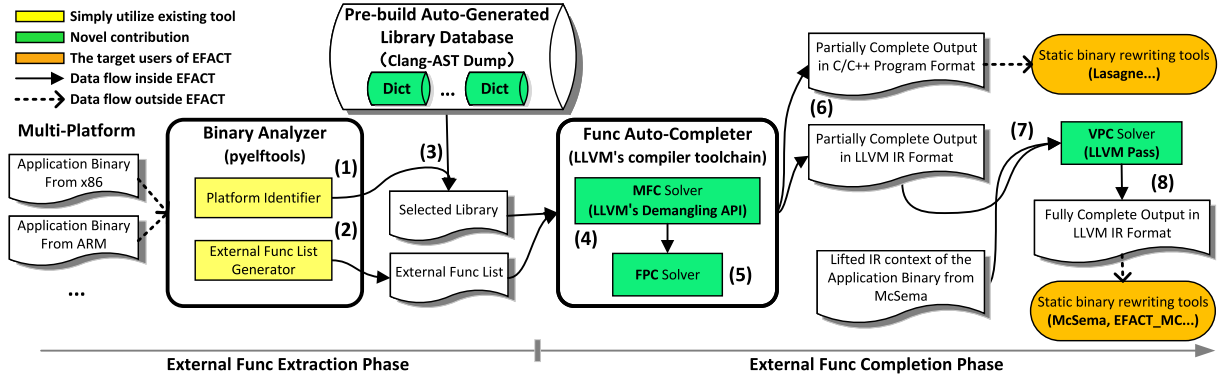 Simply utilize existing tool
Novel contribution
The target users of EFACT
Data flow inside EFACT
Data flow outside EFACT
Pre-build Auto-Generated
Library Database
(Clang-AST Dump)
Dict
...
Dict
Multi-Platform
Application Binary
From x86
Application Binary
From ARM
...
Binary Analyzer
(pyelftools)
(1)
Platform Identifier
(2)
External Func List
Generator
(3)
Selected Library
External Func List
Func Auto-Completer
(LLVM's compiler toolchain)
MFC Solver
(LLVM's Demangling API)
(4)
FPC Solver
(5)
Partially Complete Output
in C/C++ Program Format
(6)
Partially Complete Output
in LLVM IR Format
Lifted IR context of the
Application Binary from
McSema
Static binary rewriting tools
(Lasagne...)
(7)
VPC Solver
(LLVM Pass)
(8)
Fully Complete Output in
LLVM IR Format
Static binary rewriting tools
(McSema, EFACT_MC...)
External Func Extraction Phase
External Func Completion Phase